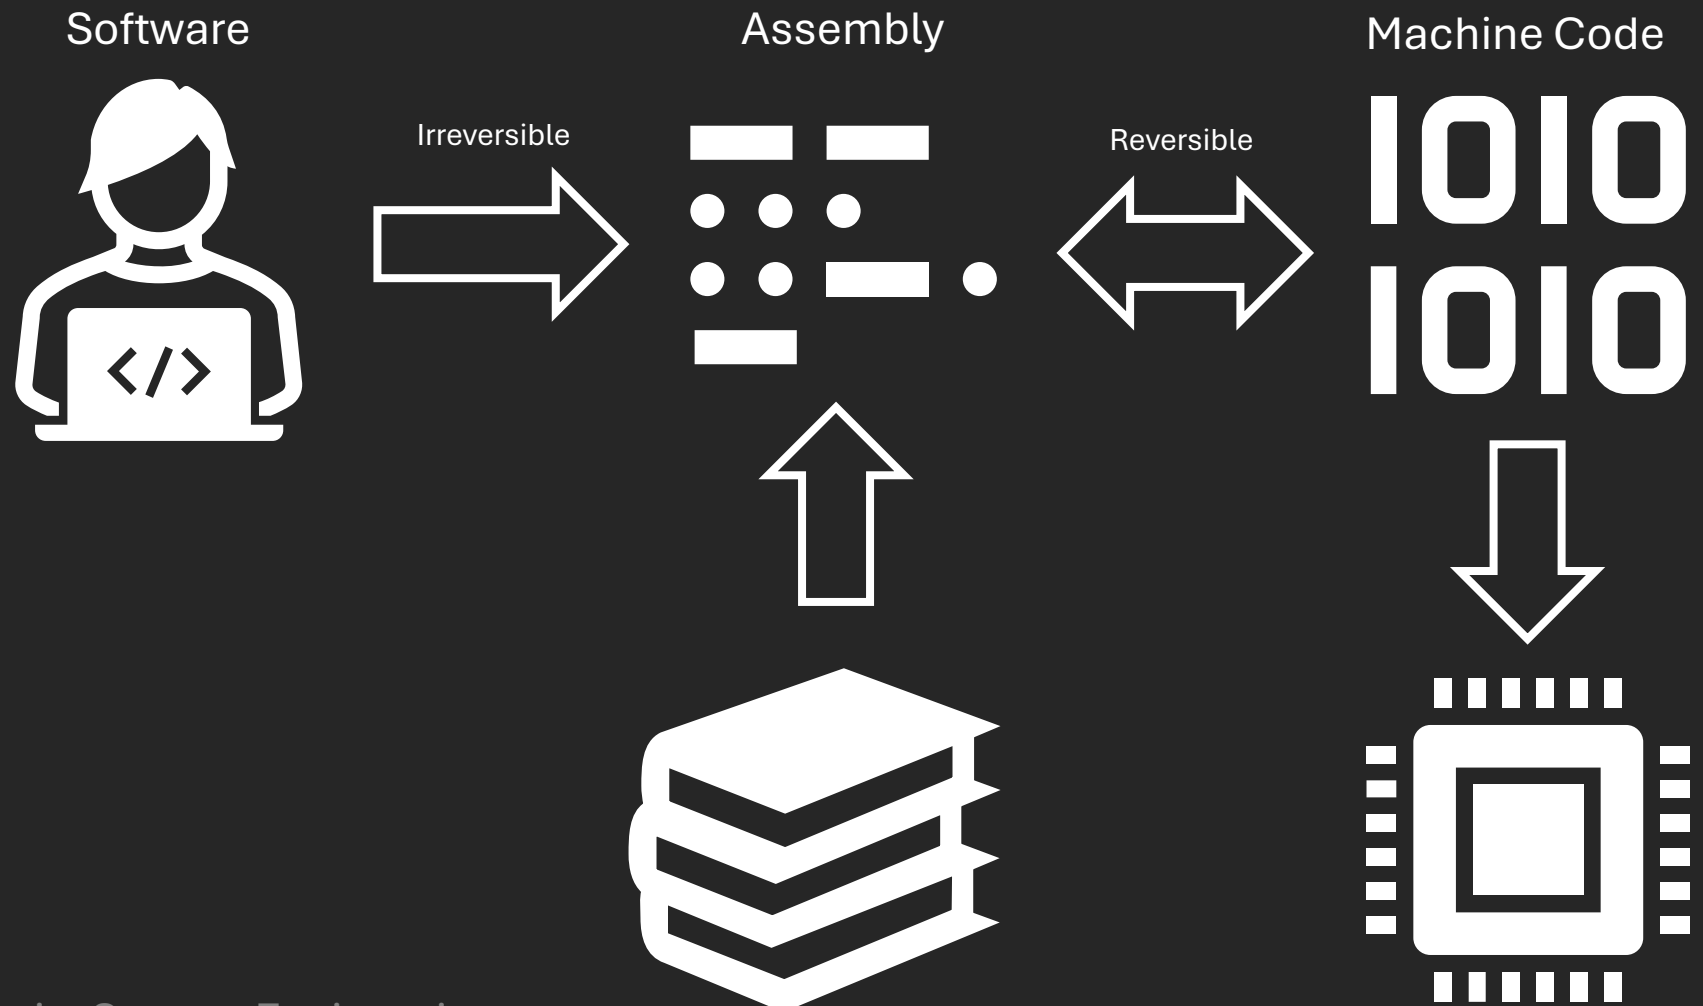 Software
Assembly
Machine Code
Irreversible
Reversible
1010
1010
</>